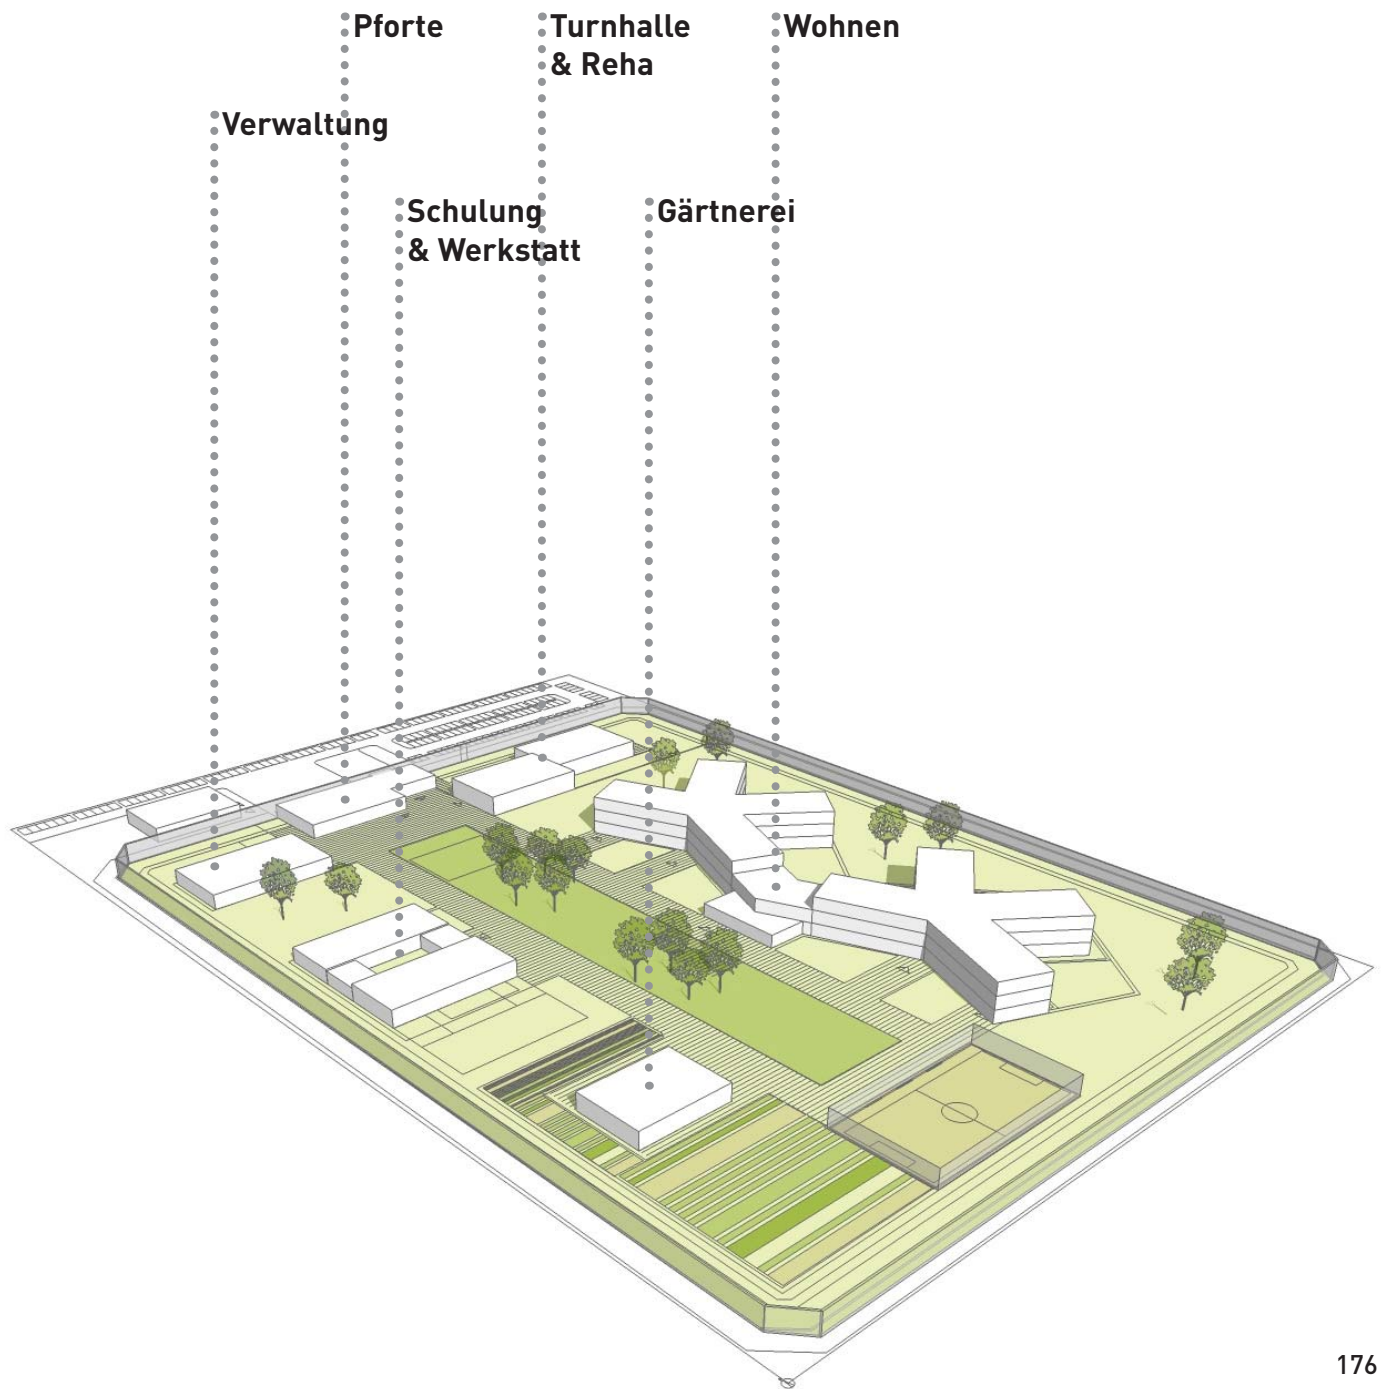 Pforte
Turnhalle
& Reha
Wohnen
Verwaltung
Schulung
& Werkstatt
Gärtnerei
176